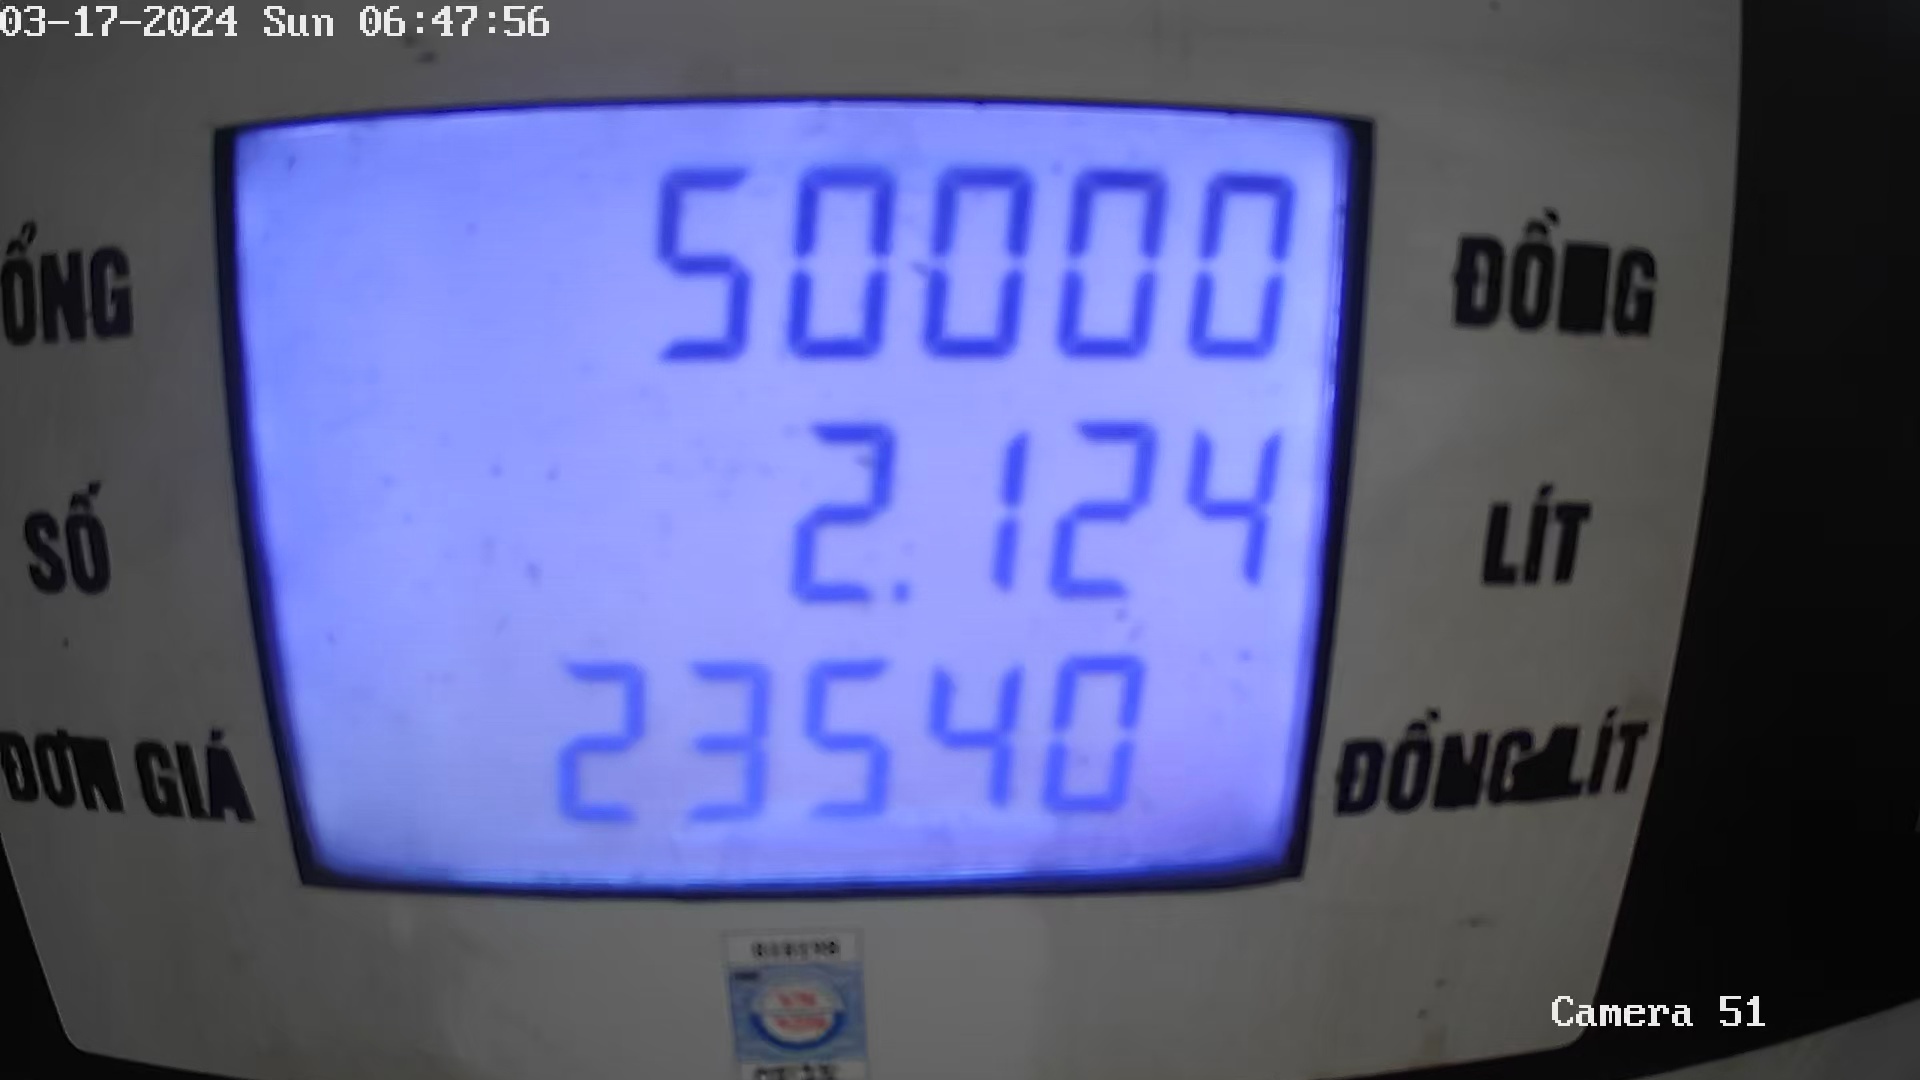 03-17-2024 Sun 06:47:56
ỔNG 50000 ĐỒNG
SỐ 2.124 LÍT
ĐƠN GIÁ 23540 ĐỒNG/LÍT
Camera 51